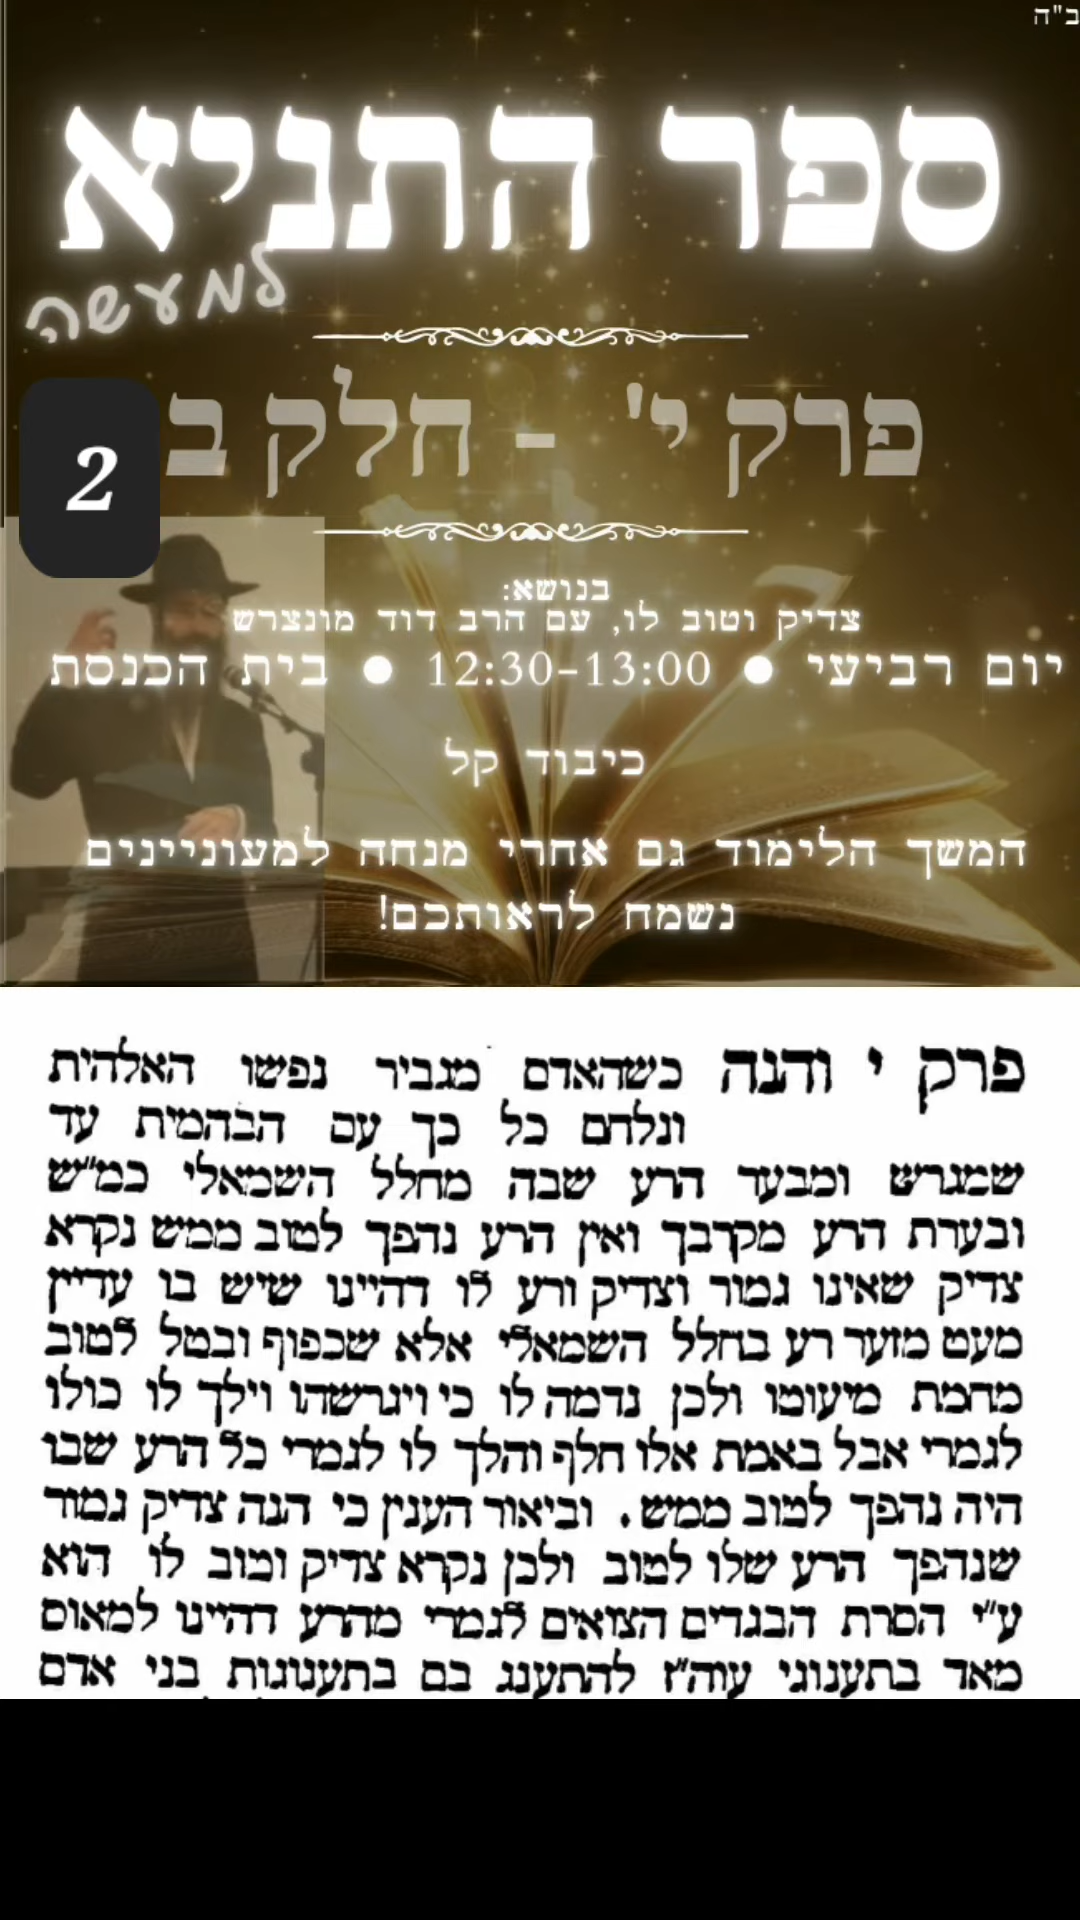 ב"ה
ספר התניא
למעשה
פרק י' - חלק ב
2
בנושא:
צדיק וטוב לו, עם הרב דוד מונצרש
יום רביעי ● 12:30-13:00 ● בית הכנסת
כיבוד קל
המשך הלימוד גם אחרי מנחה למעוניינים
נשמח לראותכם!
פרק י והנה כשהאדם מגביר נפשו האלהית
ונלחם כל כך עם הבהמית עד
שמגרש ומבער הרע שבה מחלל השמאלי כמ"ש
ובערת הרע מקרבך ואין הרע נהפך לטוב ממש נקרא
צדיק שאינו גמור וצדיק ורע לו דהיינו שיש בו עדיין
מעט מזער רע בחלל השמאלי אלא שכפוף ובטל לטוב
מחמת מיעוטו ולכן נדמה לו כי ויגרשהו וילך לו כולו
לגמרי אבל באמת אלו חלף והלך לו לגמרי כל הרע שבו
היה נהפך לטוב ממש. וביאור הענין כי הנה צדיק גמור
שנהפך הרע שלו לטוב ולכן נקרא צדיק וטוב לו הוא
ע"י הסרת הבגדים הצואים לגמרי מהרע דהיינו למאוס
מאד בתענוגי עוה"ז להתענג בם בתענוגות בני אדם